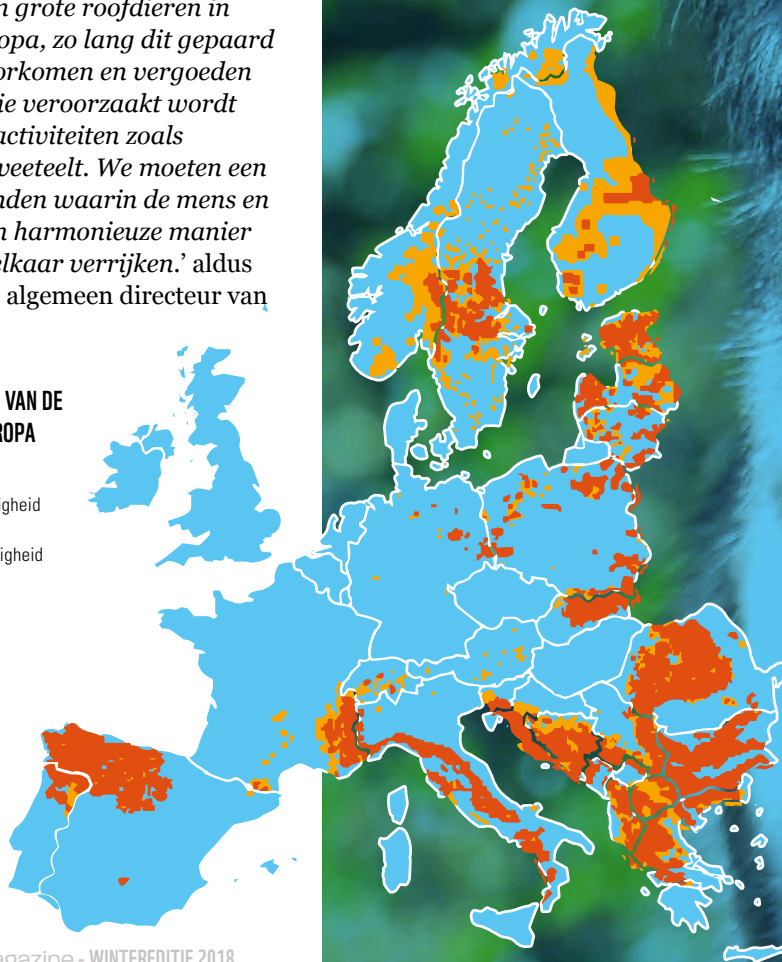 n grote roofdieren in
opa, zo lang dit gepaard
orkomen en vergoeden
ie veroorzaakt wordt
activiteiten zoals
veeteelt. We moeten een
nden waarin de mens en
n harmonieuze manier
elkaar verrijken.’ aldus
algemeen directeur van
VAN DE
ROPA
igheid
igheid
agazine - WINTEREDITIE 2018